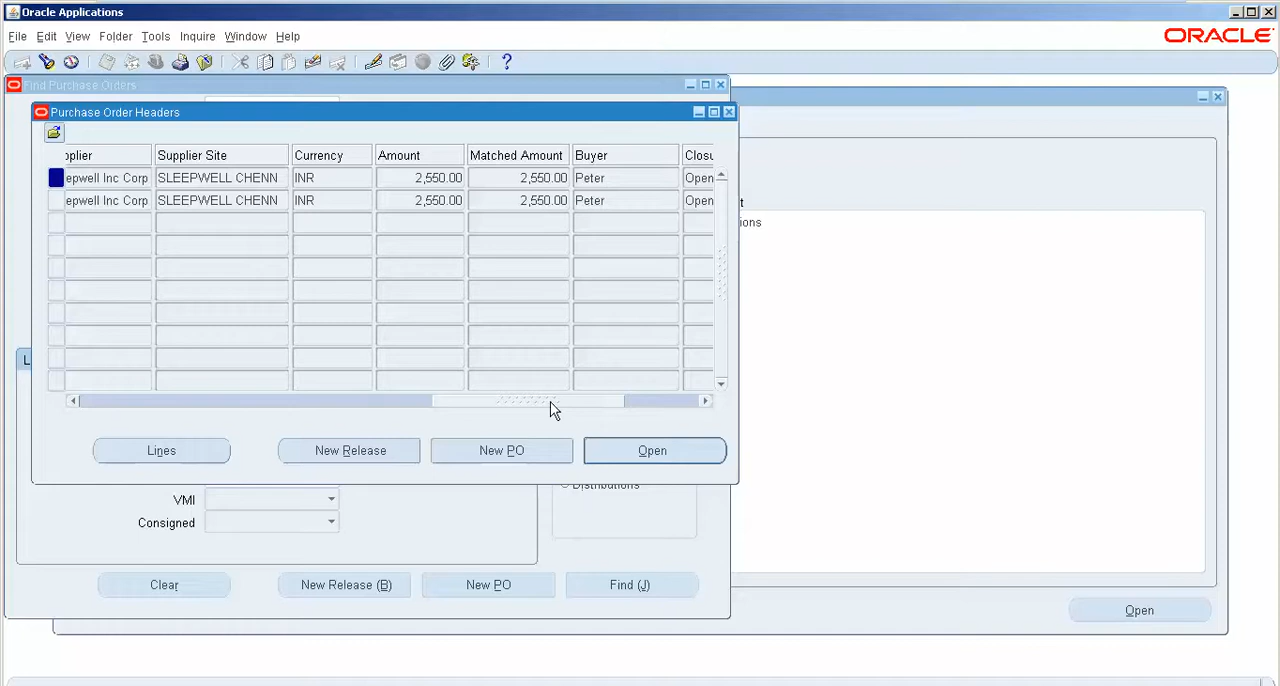 Oracle Applications
File Edit View Folder Tools Inquire Window Help
ORACLE
Find Purchase Orders
Purchase Order Headers
pplier Supplier Site Currency Amount Matched Amount Buyer Closu
epwell Inc Corp SLEEPWELL CHENN INR 2,550.00 2,550.00 Peter Open
epwell Inc Corp SLEEPWELL CHENN INR 2,550.00 2,550.00 Peter Open
t
ions
L
Lines New Release New PO Open
Distributions
VMI
Consigned
Clear New Release (B) New PO Find (J)
Open